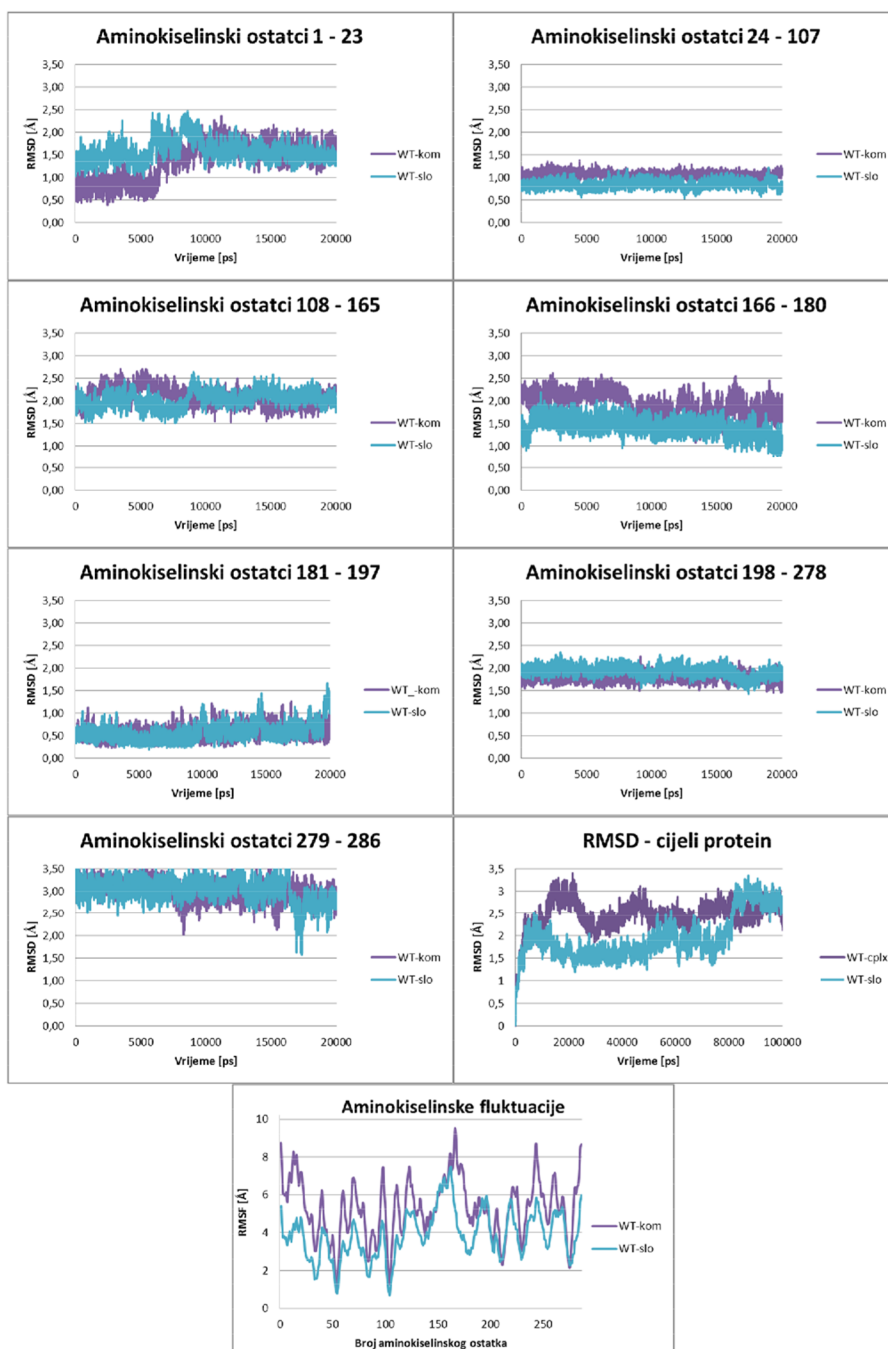 Aminokiselinski ostatci 1 - 23
3,50
3,00
2,50
2,00
1,50
1,00
0,50
0,00
RMSD [Å]
WT-kom
WT-slo
0 5000 10000 15000 20000
Vrijeme [ps]
Aminokiselinski ostatci 24 - 107
3,50
3,00
2,50
2,00
1,50
1,00
0,50
0,00
RMSD [Å]
WT-kom
WT-slo
0 5000 10000 15000 20000
Vrijeme [ps]
Aminokiselinski ostatci 108 - 165
3,50
3,00
2,50
2,00
1,50
1,00
0,50
0,00
RMSD [Å]
WT-kom
WT-slo
0 5000 10000 15000 20000
Vrijeme [ps]
Aminokiselinski ostatci 166 - 180
3,50
3,00
2,50
2,00
1,50
1,00
0,50
0,00
RMSD [Å]
WT-kom
WT-slo
0 5000 10000 15000 20000
Vrijeme [ps]
Aminokiselinski ostatci 181 - 197
3,50
3,00
2,50
2,00
1,50
1,00
0,50
0,00
RMSD [Å]
WT_-kom
WT-slo
0 5000 10000 15000 20000
Vrijeme [ps]
Aminokiselinski ostatci 198 - 278
3,50
3,00
2,50
2,00
1,50
1,00
0,50
0,00
RMSD [Å]
WT-kom
WT-slo
0 5000 10000 15000 20000
Vrijeme [ps]
Aminokiselinski ostatci 279 - 286
3,50
3,00
2,50
2,00
1,50
1,00
0,50
0,00
RMSD [Å]
WT-kom
WT-slo
0 5000 10000 15000 20000
Vrijeme [ps]
RMSD - cijeli protein
3,5
3
2,5
2
1,5
1
0,5
0
RMSD [Å]
WT-cplx
WT-slo
0 20000 40000 60000 80000 100000
Vrijeme [ps]
Aminokiselinske fluktuacije
10
8
6
4
2
0
RMSF [Å]
WT-kom
WT-slo
0 50 100 150 200 250
Broj aminokiselinskog ostatka